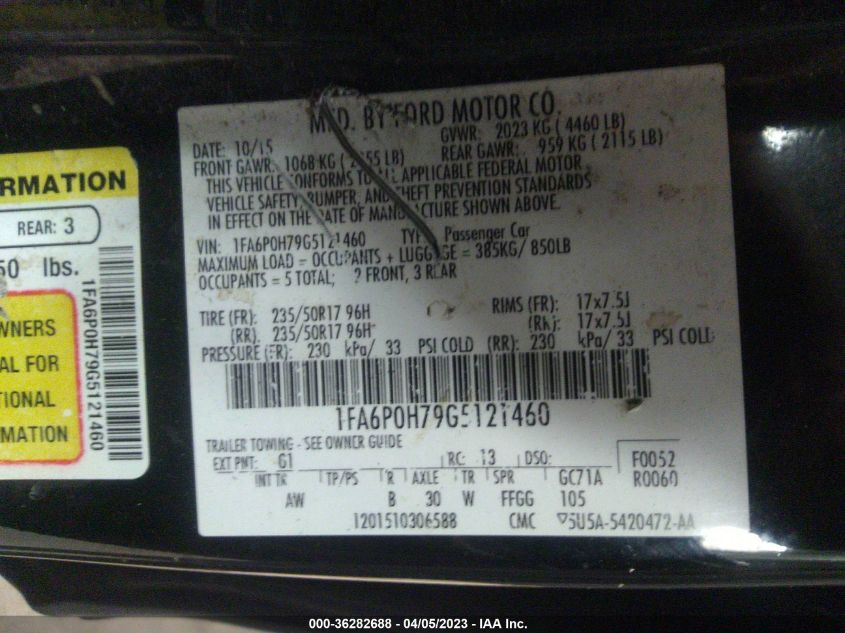 RMATION
REAR: 3
lbs.
WNERS
AL FOR
TIONAL
RMATION
1FA6P0H79G5121460
MFD. BY FORD MOTOR CO.
DATE: 10/15 GVWR: 2023 KG ( 4460 LB)
FRONT GAWR: 1068 KG ( 2355 LB) REAR GAWR: 959 KG ( 2115 LB)
THIS VEHICLE CONFORMS TO ALL APPLICABLE FEDERAL MOTOR
VEHICLE SAFETY, BUMPER, AND THEFT PREVENTION STANDARDS
IN EFFECT ON THE DATE OF MANUFACTURE SHOWN ABOVE.
VIN: 1FA6P0H79G5121460 TYPE: Passenger Car
MAXIMUM LOAD = OCCUPANTS + LUGGAGE = 385KG/ 850LB
OCCUPANTS = 5 TOTAL; 2 FRONT, 3 REAR
TIRE (FR): 235/50R17 96H RIMS (FR): 17x7.5J
(RR): 235/50R17 96H (RR): 17x7.5J
PRESSURE (FR): 230 kPa/ 33 PSI COLD (RR): 230 kPa/ 33 PSI COLD
1FA6P0H79G5121460
TRAILER TOWING - SEE OWNER GUIDE
EXT PNT: G1 RC: 13 DSO: F0052
INT TR TP/PS R AXLE TR SPR GC71A R0060
AW B 30 W FFGG 105
1201510306588 CMC 5U5A-5420472-AA
000-36282688 - 04/05/2023 - IAA Inc.